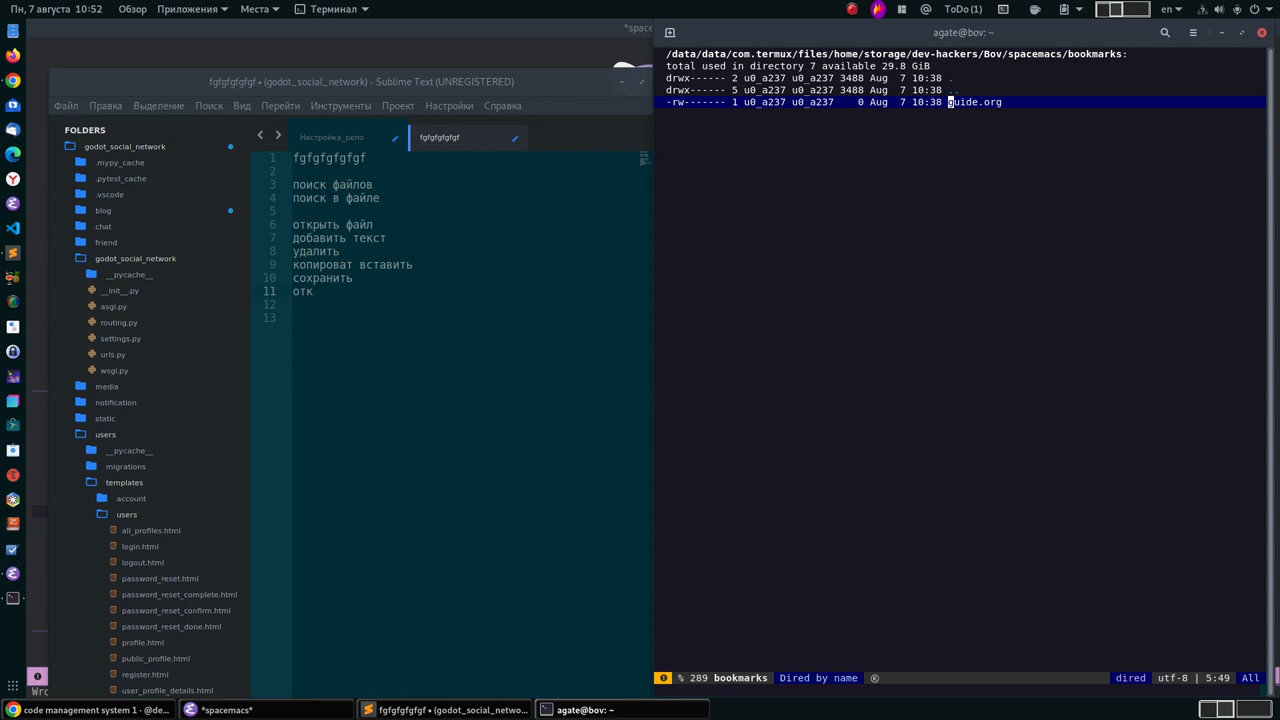 Пн, 7 августа 10:52
Обзор
Приложения
Места
Терминал
ToDo(1)
en
*space
fgfgfgfgfgf • (godot_social_network) - Sublime Text (UNREGISTERED)
Файл Правка Выделение Поиск Вид Перейти Инструменты Проект Настройки Справка
FOLDERS
godot_social_network
.mypy_cache
.pytest_cache
.vscode
blog
chat
friend
godot_social_network
__pycache__
__init__.py
asgi.py
routing.py
settings.py
urls.py
wsgi.py
media
notification
static
users
__pycache__
migrations
templates
account
users
all_profiles.html
login.html
logout.html
password_reset.html
password_reset_complete.html
password_reset_confirm.html
password_reset_done.html
profile.html
public_profile.html
register.html
user_profile_details.html
Настройка_репо
fgfgfgfgfgf
1 fgfgfgfgfgf
2
3 поиск файлов
4 поиск в файле
5
6 открыть файл
7 добавить текст
8 удалить
9 копироват вставить
10 сохранить
11 отк
12
13
agate@bov: ~
/data/data/com.termux/files/home/storage/dev-hackers/Bov/spacemacs/bookmarks:
total used in directory 7 available 29.8 GiB
drwx------ 2 u0_a237 u0_a237 3488 Aug 7 10:38 .
drwx------ 5 u0_a237 u0_a237 3488 Aug 7 10:38 ..
-rw------- 1 u0_a237 u0_a237 0 Aug 7 10:38 guide.org
% 289 bookmarks Dired by name
dired utf-8 | 5:49 All
Wro
code management system 1 · @de...
*spacemacs*
fgfgfgfgfgf • (godot_social_netwo...
agate@bov: ~